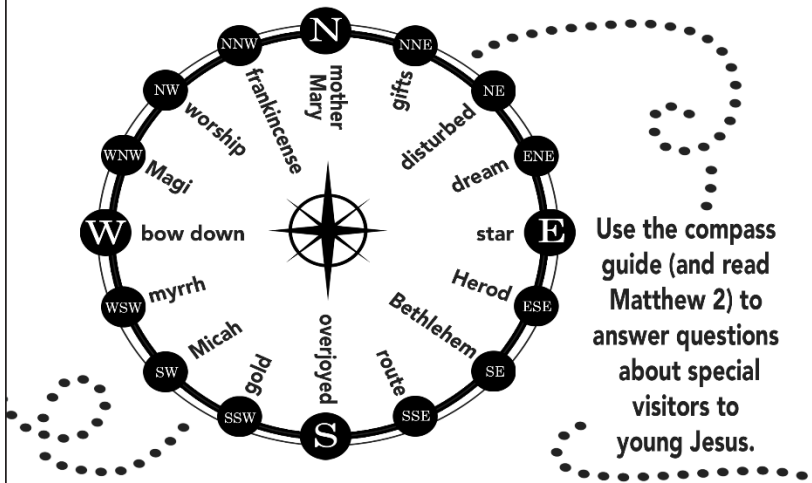 N
mother
Mary
NNE
gifts
NE
disturbed
ENE
dream
E
star
ESE
Herod
SE
Bethlehem
SSE
route
S
overjoyed
SSW
gold
SW
Micah
WSW
myrrh
W
bow down
WNW
Magi
NW
worship
NNW
frankincense
Use the compass
guide (and read
Matthew 2) to
answer questions
about special
visitors to
young Jesus.